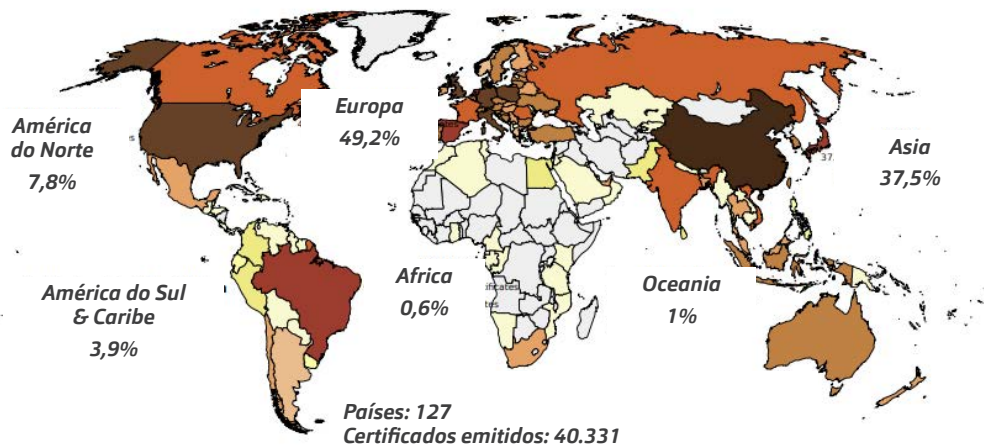 América
do Norte
7,8%
Europa
49,2%
Asia
37,5%
37.
América do Sul
& Caribe
3,9%
Africa
0,6%
Oceania
1%
Países: 127
Certificados emitidos: 40.331